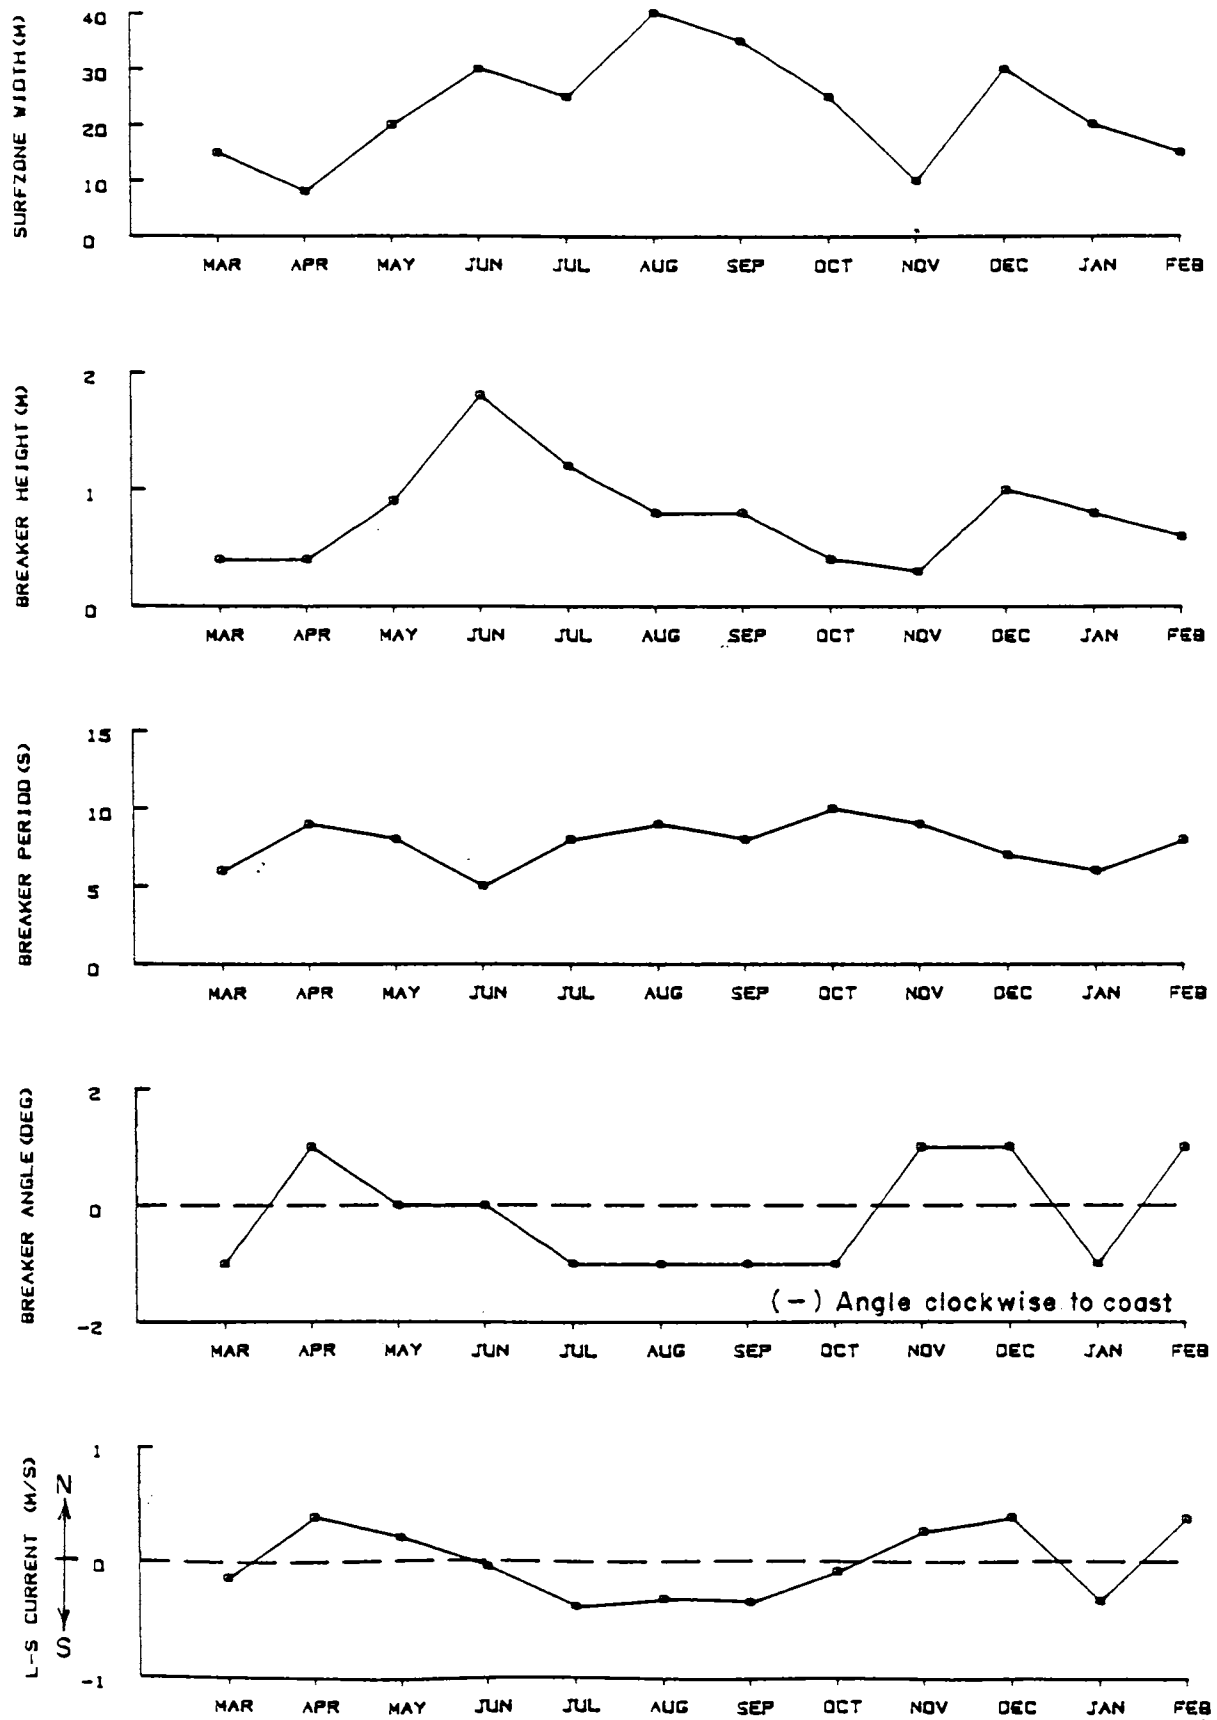 SURFZONE WIDTH (M)
40
30
20
10
0
MAR APR MAY JUN JUL AUG SEP OCT NOV DEC JAN FEB
BREAKER HEIGHT (M)
2
1
0
MAR APR MAY JUN JUL AUG SEP OCT NOV DEC JAN FEB
BREAKER PERIOD (S)
15
10
5
0
MAR APR MAY JUN JUL AUG SEP OCT NOV DEC JAN FEB
BREAKER ANGLE (DEG)
2
0
-2
(-) Angle clockwise to coast
MAR APR MAY JUN JUL AUG SEP OCT NOV DEC JAN FEB
L-S CURRENT (M/S)
N
S
1
0
-1
MAR APR MAY JUN JUL AUG SEP OCT NOV DEC JAN FEB